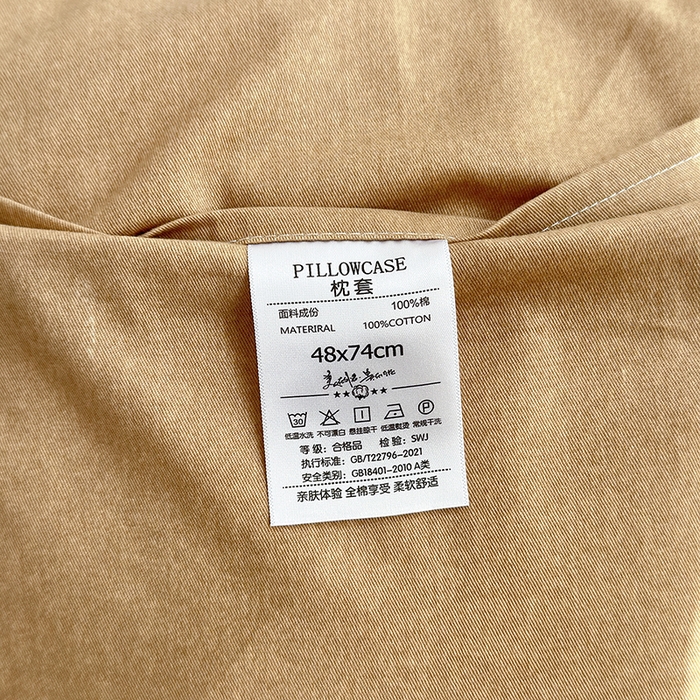 PILLOWCASE
枕套
面料成份 100%棉
MATERIRAL 100%COTTON
48x74cm
30 P
低温水洗 不可漂白 悬挂晾干 低温熨烫 常规干洗
等 级：合格品 检 验：SWJ
执行标准：GB/T22796-2021
安全类别：GB18401-2010 A类
亲肤体验 全棉享受 柔软舒适